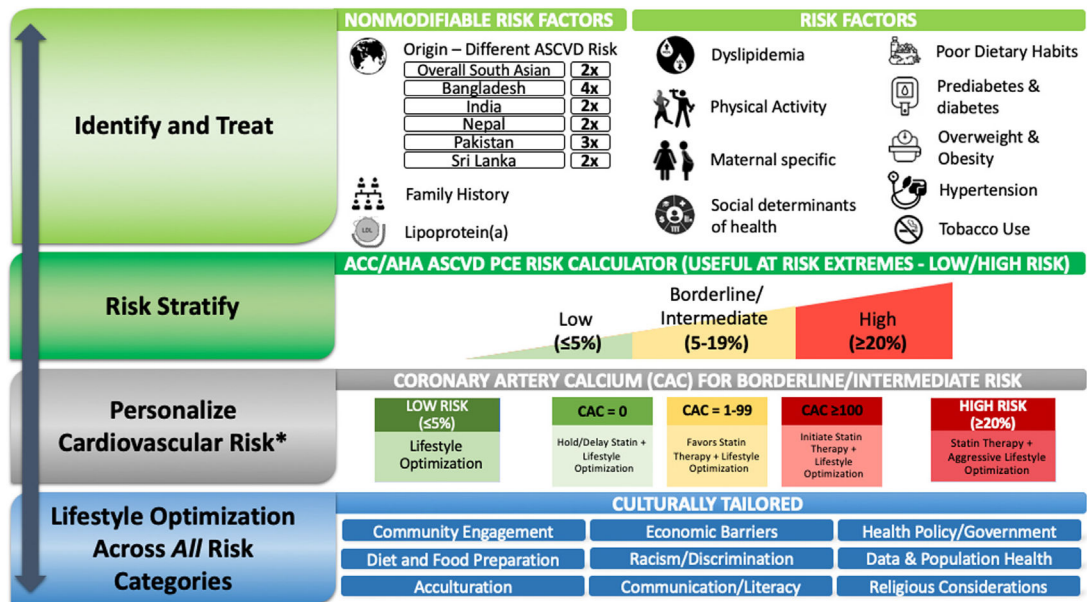 NONMODIFIABLE RISK FACTORS
RISK FACTORS
Identify and Treat
Origin – Different ASCVD Risk
Overall South Asian 2x
Bangladesh 4x
India 2x
Nepal 2x
Pakistan 3x
Sri Lanka 2x
Family History
LDL
Lipoprotein(a)
Dyslipidemia
Physical Activity
Maternal specific
Social determinants
of health
Poor Dietary Habits
Prediabetes &
diabetes
Overweight &
Obesity
Hypertension
Tobacco Use
ACC/AHA ASCVD PCE RISK CALCULATOR (USEFUL AT RISK EXTREMES - LOW/HIGH RISK)
Risk Stratify
Low
(≤5%)
Borderline/
Intermediate
(5-19%)
High
(≥20%)
CORONARY ARTERY CALCIUM (CAC) FOR BORDERLINE/INTERMEDIATE RISK
Personalize
Cardiovascular Risk*
LOW RISK
(≤5%)
Lifestyle
Optimization
CAC = 0
Hold/Delay Statin +
Lifestyle
Optimization
CAC = 1-99
Favors Statin
Therapy + Lifestyle
Optimization
CAC ≥100
Initiate Statin
Therapy +
Lifestyle
Optimization
HIGH RISK
(≥20%)
Statin Therapy +
Aggressive Lifestyle
Optimization
Lifestyle Optimization
Across All Risk
Categories
CULTURALLY TAILORED
Community Engagement
Economic Barriers
Health Policy/Government
Diet and Food Preparation
Racism/Discrimination
Data & Population Health
Acculturation
Communication/Literacy
Religious Considerations